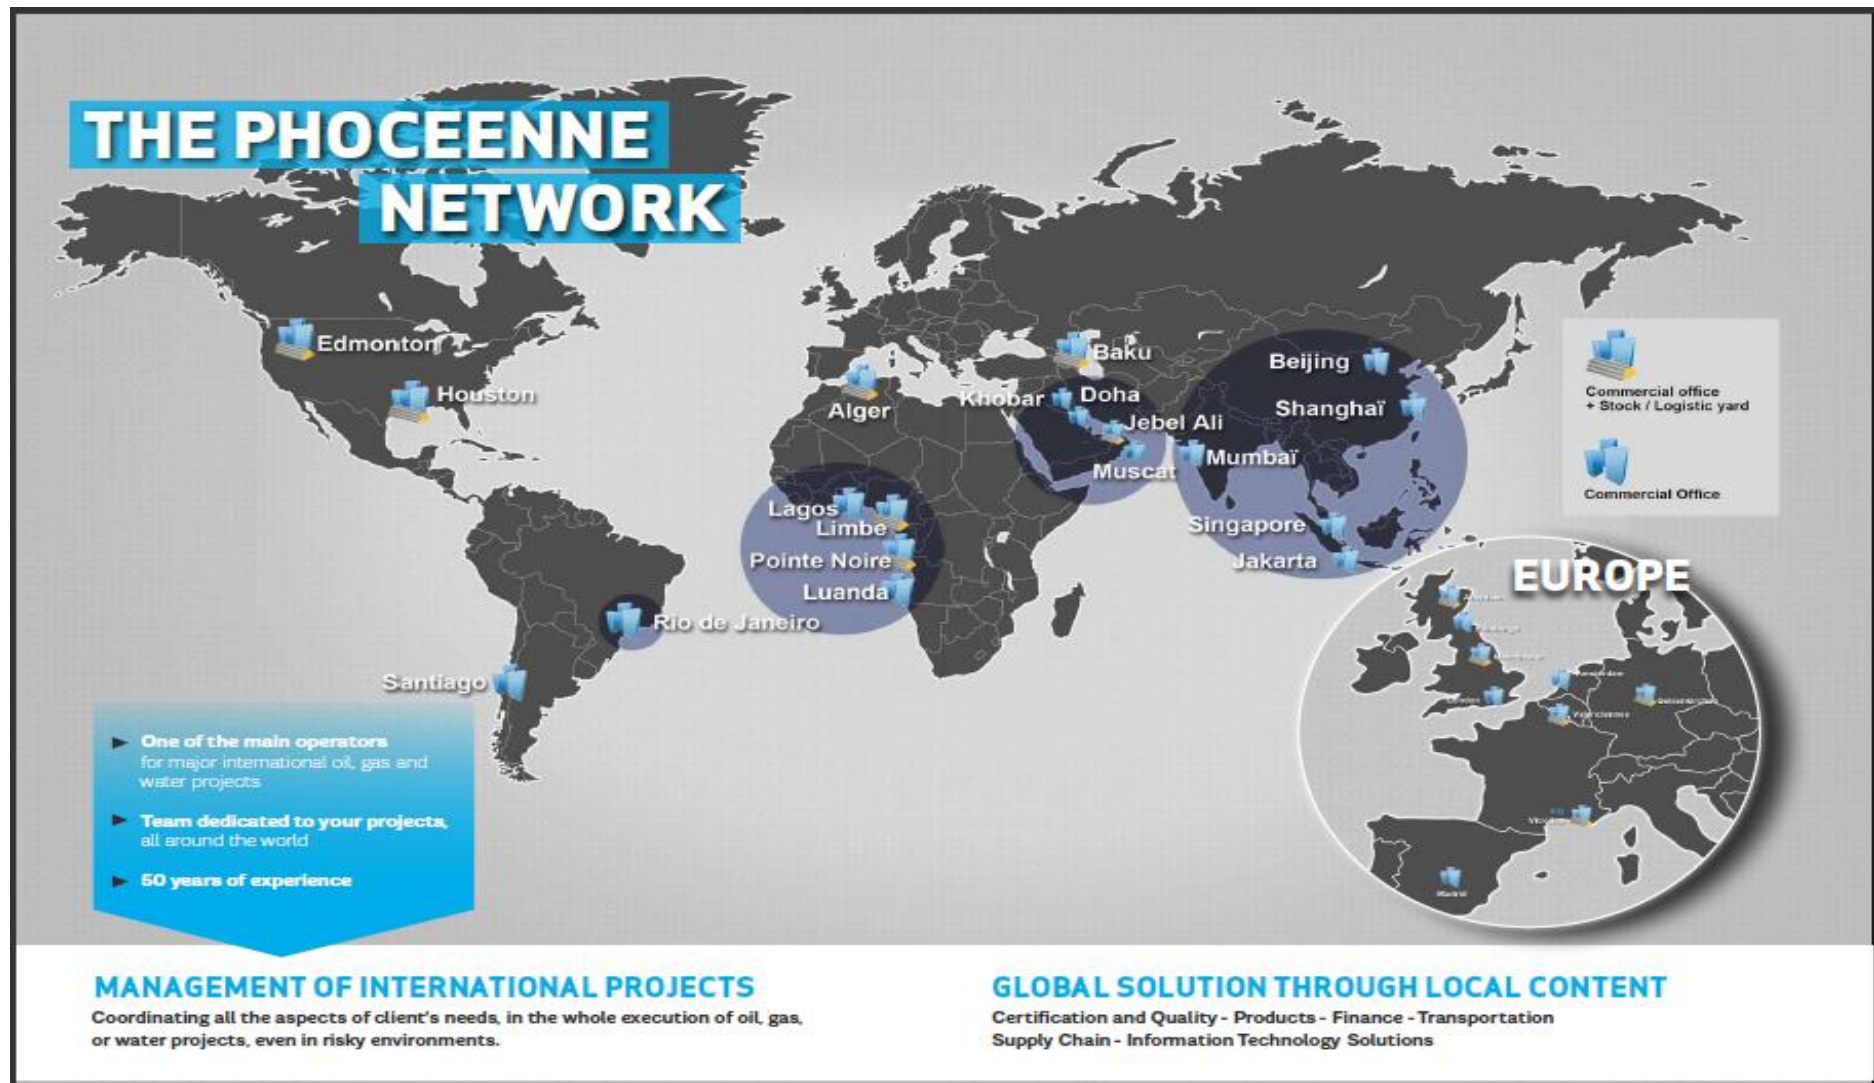 THE PHOCEENNE
NETWORK
Edmonton
Houston
Baku
Beijing
Alger
Khobar
Doha
Shanghaï
Jebel Ali
Muscat
Mumbaï
Lagos
Limbe
Singapore
Pointe Noire
Jakarta
Luanda
Rio de Janeiro
Santiago
Commercial office
+ Stock / Logistic yard
Commercial Office
EUROPE
London
Valenciennes
Madrid
One of the main operators
for major international oil, gas and
water projects
Team dedicated to your projects,
all around the world
50 years of experience
MANAGEMENT OF INTERNATIONAL PROJECTS
Coordinating all the aspects of client's needs, in the whole execution of oil, gas,
or water projects, even in risky environments.
GLOBAL SOLUTION THROUGH LOCAL CONTENT
Certification and Quality - Products - Finance - Transportation
Supply Chain - Information Technology Solutions